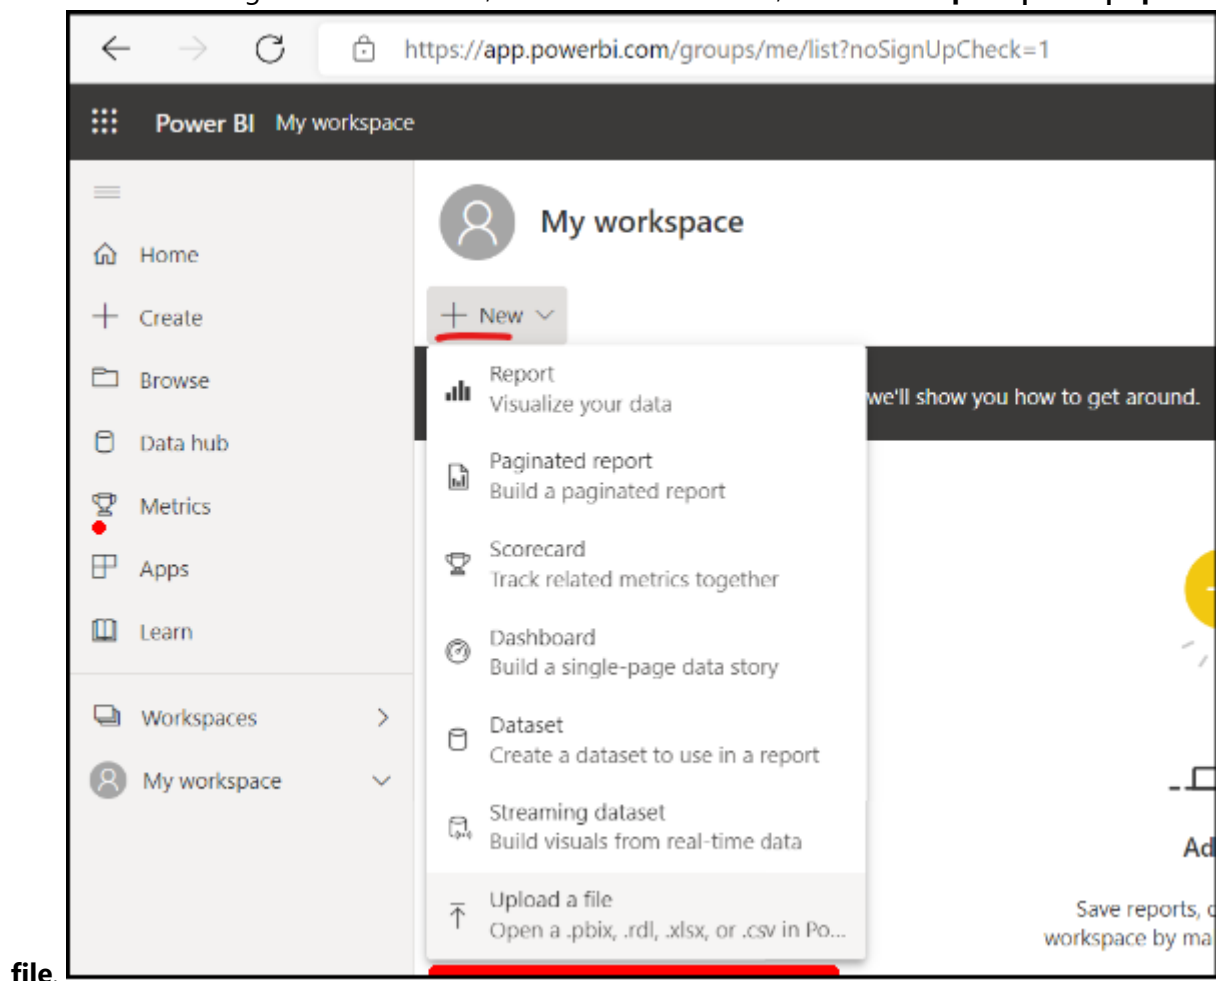 https://app.powerbi.com/groups/me/list?noSignUpCheck=1
Power BI My workspace
My workspace
Home
Create
Browse
Data hub
Metrics
Apps
Learn
Workspaces
My workspace
New
Report
Visualize your data
we'll show you how to get around.
Paginated report
Build a paginated report
Scorecard
Track related metrics together
Dashboard
Build a single-page data story
Dataset
Create a dataset to use in a report
Streaming dataset
Build visuals from real-time data
Upload a file
Open a .pbix, .rdl, .xlsx, or .csv in Po...
Ad
Save reports,
workspace by ma
file.